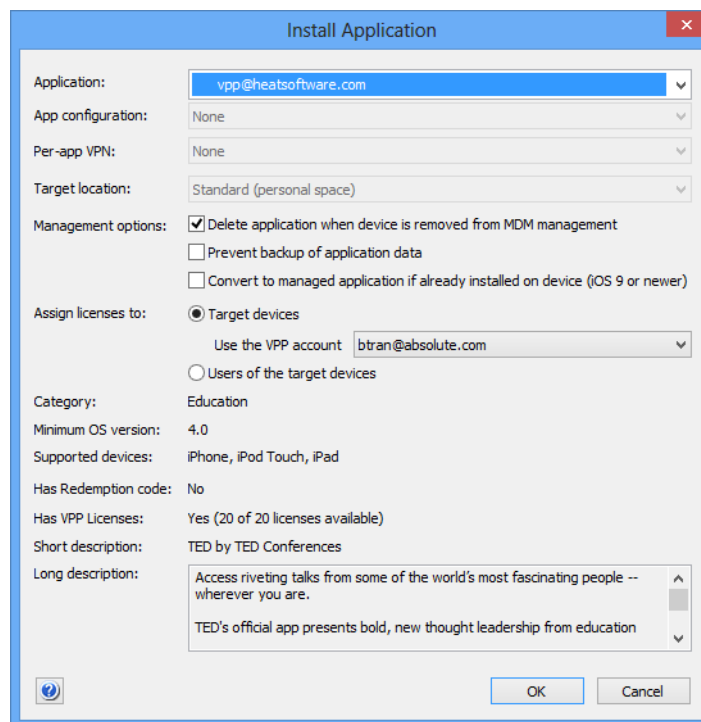 Install Application
Application: vpp@heatsoftware.com
App configuration: None
Per-app VPN: None
Target location: Standard (personal space)
Management options: Delete application when device is removed from MDM management
Prevent backup of application data
Convert to managed application if already installed on device (iOS 9 or newer)
Assign licenses to: Target devices
Use the VPP account btran@absolute.com
Users of the target devices
Category: Education
Minimum OS version: 4.0
Supported devices: iPhone, iPod Touch, iPad
Has Redemption code: No
Has VPP Licenses: Yes (20 of 20 licenses available)
Short description: TED by TED Conferences
Long description: Access riveting talks from some of the world's most fascinating people --
wherever you are.
TED's official app presents bold, new thought leadership from education
? OK Cancel